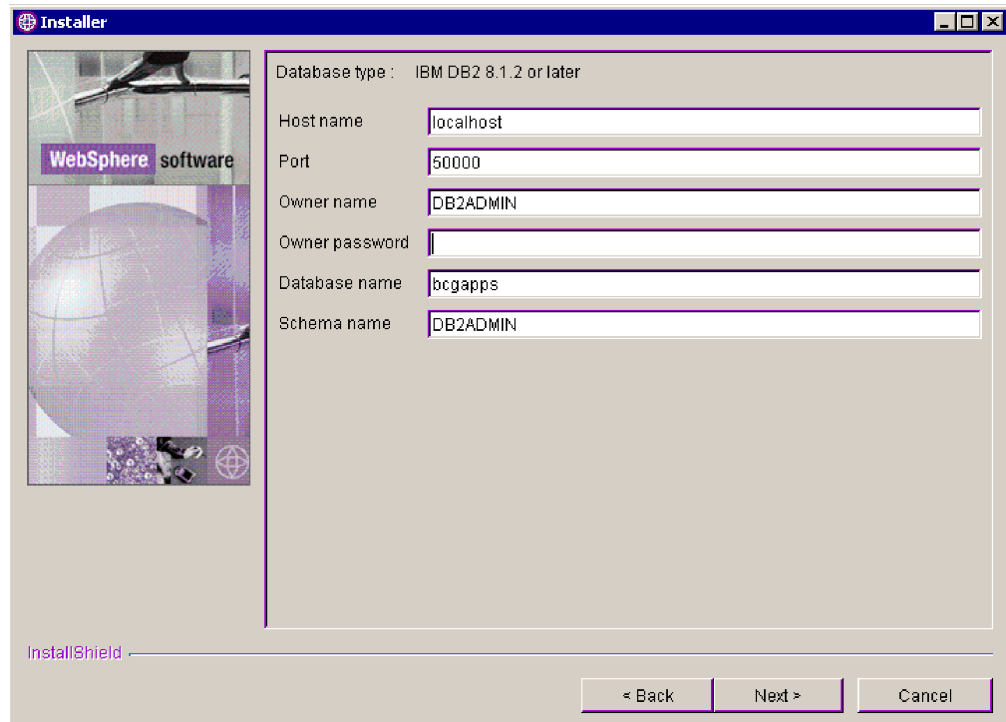 Installer
WebSphere software
Database type : IBM DB2 8.1.2 or later
Host name localhost
Port 50000
Owner name DB2ADMIN
Owner password
Database name bcgapps
Schema name DB2ADMIN
InstallShield
< Back Next > Cancel